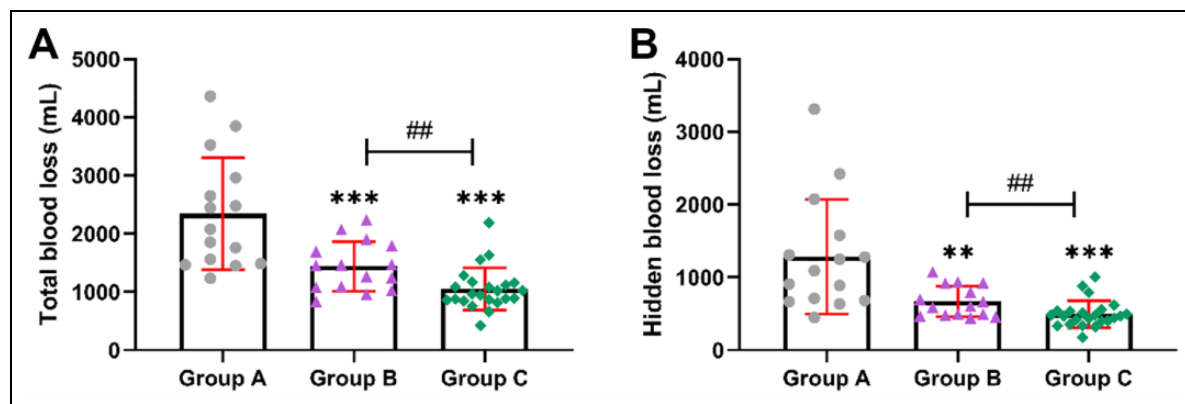 A
Total blood loss (mL)
5000
4000
3000
2000
1000
0
***
##
***
Group A
Group B
Group C
B
Hidden blood loss (mL)
4000
3000
2000
1000
0
**
##
***
Group A
Group B
Group C